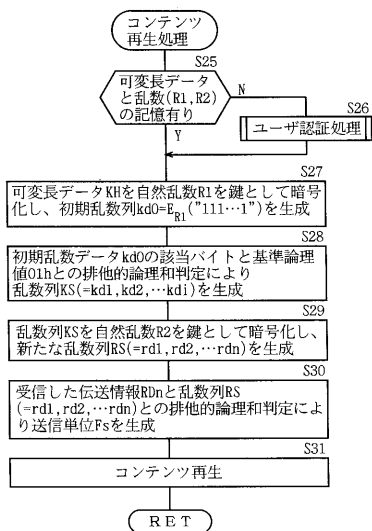 コンテンツ
再生処理
S25
可変長データ
と乱数(R1,R2)
の記憶有り
N
S26
ユーザ認証処理
Y
S27
可変長データKHを自然乱数R1を鍵として暗号
化し、初期乱数列kd0=E_R1("111…1")を生成
S28
初期乱数データkd0の該当バイトと基準論理
値01hとの排他的論理和判定により
乱数列KS(=kd1,kd2,…kdi)を生成
S29
乱数列KSを自然乱数R2を鍵として暗号化し、
新たな乱数列RS(=rd1,rd2,…rdn)を生成
S30
受信した伝送情報RDnと乱数列RS
(=rd1,rd2,…rdn)との排他的論理和判定によ
り送信単位Fsを生成
S31
コンテンツ再生
RET